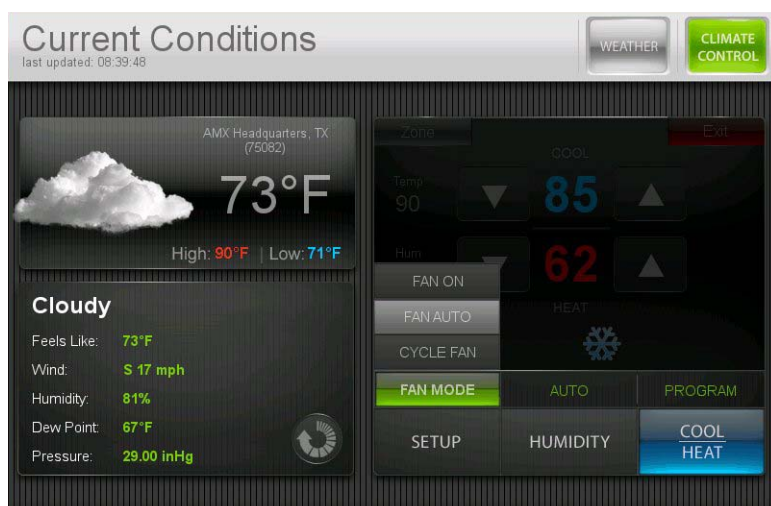 Current Conditions
last updated: 08:39:48
WEATHER
CLIMATE
CONTROL
AMX Headquarters, TX
(75082)
73°F
High: 90°F | Low: 71°F
Cloudy
Feels Like: 73°F
Wind: S 17 mph
Humidity: 81%
Dew Point: 67°F
Pressure: 29.00 inHg
Zone
Exit
COOL
Temp
90
85
Hum
62
HEAT
FAN ON
FAN AUTO
CYCLE FAN
FAN MODE
AUTO
PROGRAM
SETUP
HUMIDITY
COOL
HEAT